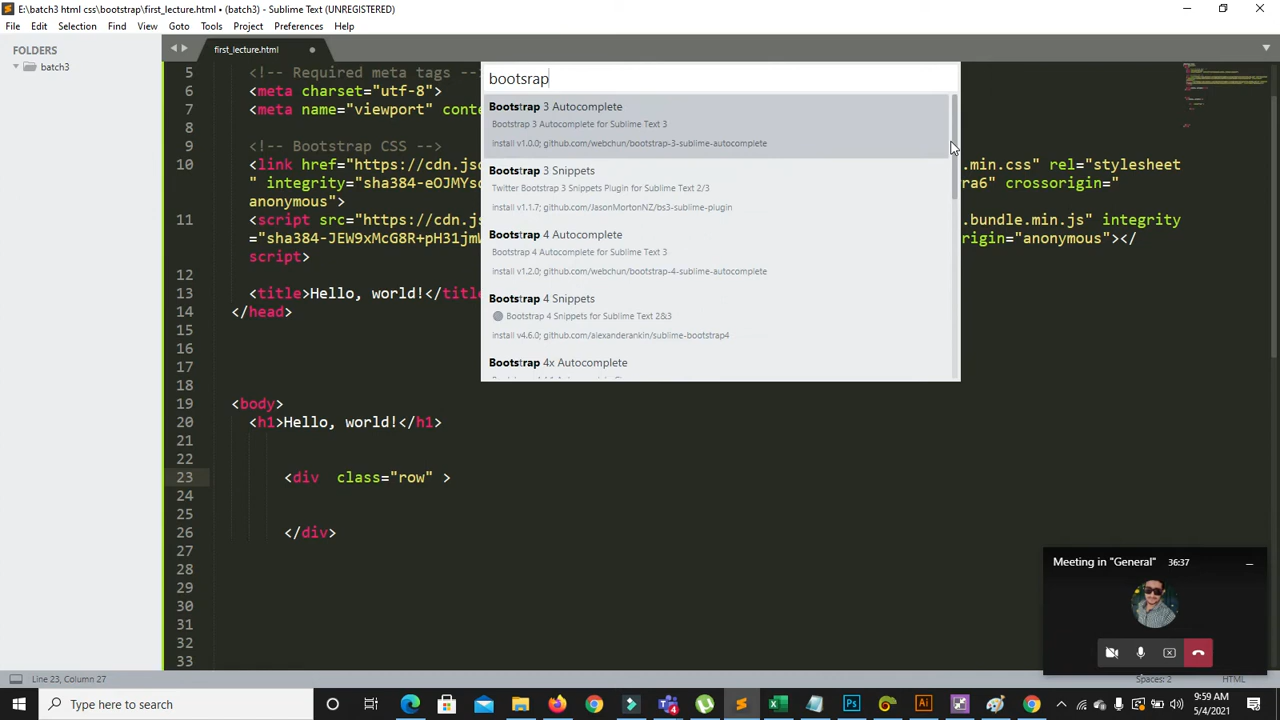 E:\batch3 html css\bootstrap\first_lecture.html • (batch3) - Sublime Text (UNREGISTERED)
File Edit Selection Find View Goto Tools Project Preferences Help
FOLDERS
batch3
first_lecture.html
bootsrap
Bootstrap 3 Autocomplete
Bootstrap 3 Autocomplete for Sublime Text 3
install v1.0.0; github.com/webchun/bootstrap-3-sublime-autocomplete
Bootstrap 3 Snippets
Twitter Bootstrap 3 Snippets Plugin for Sublime Text 2/3
install v1.1.7; github.com/JasonMortonNZ/bs3-sublime-plugin
Bootstrap 4 Autocomplete
Bootstrap 4 Autocomplete for Sublime Text 3
install v1.2.0; github.com/webchun/bootstrap-4-sublime-autocomplete
Bootstrap 4 Snippets
Bootstrap 4 Snippets for Sublime Text 2&3
install v4.6.0; github.com/alexanderankin/sublime-bootstrap4
Bootstrap 4x Autocomplete
5 <!-- Required meta tags --
6 <meta charset="utf-8">
7 <meta name="viewport" conte
8
9 <!-- Bootstrap CSS -->
10 <link href="https://cdn.js .min.css" rel="stylesheet
" integrity="sha384-eOJMYs ra6" crossorigin="
anonymous">
11 <script src="https://cdn.j .bundle.min.js" integrity
="sha384-JEW9xMcG8R+pH31jm origin="anonymous"></
script>
12
13 <title>Hello, world!</title
14 </head>
15
16
17
18
19 <body>
20 <h1>Hello, world!</h1>
21
22
23 <div class="row" >
24
25
26 </div>
27
28
29
30
31
32
33
Meeting in "General" 36:37
Line 23, Column 27
Spaces: 2
HTML
Type here to search
4
9:59 AM
5/4/2021